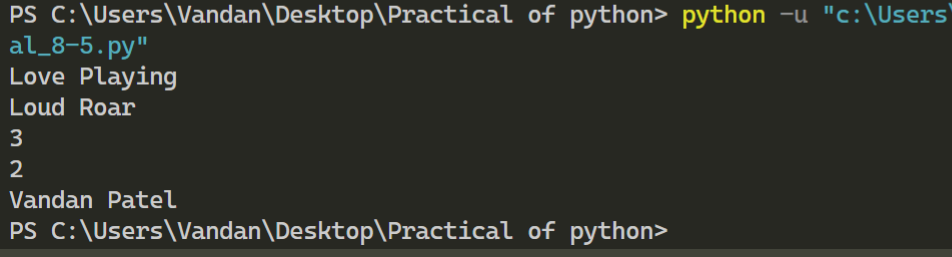 PS C:\Users\Vandan\Desktop\Practical of python> python -u "c:\Users\
al_8-5.py"
Love Playing
Loud Roar
3
2
Vandan Patel
PS C:\Users\Vandan\Desktop\Practical of python>